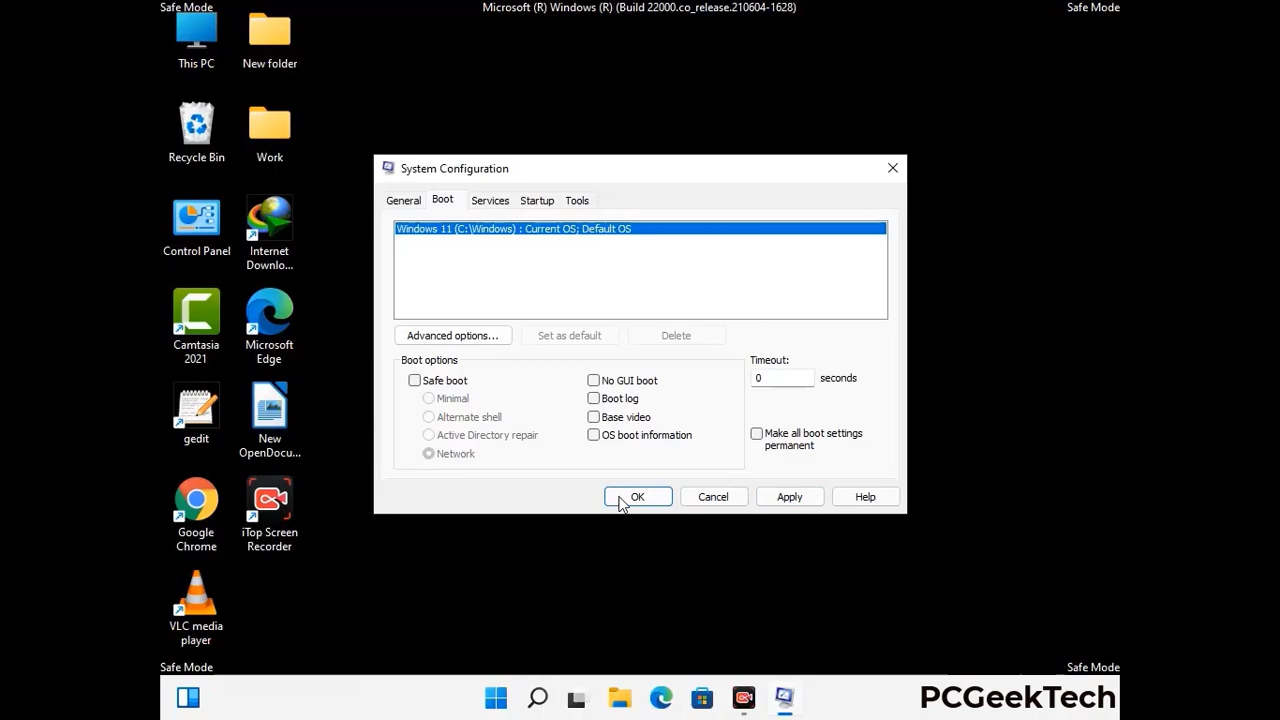 Safe Mode
Microsoft (R) Windows (R) (Build 22000.co_release.210604-1628)
Safe Mode
This PC
New folder
Recycle Bin
Work
Control Panel
Internet
Downlo...
Camtasia
2021
Microsoft
Edge
gedit
New
OpenDocu...
Google
Chrome
iTop Screen
Recorder
VLC media
player
System Configuration
General
Boot
Services
Startup
Tools
Windows 11 (C:\Windows) : Current OS; Default OS
Advanced options...
Set as default
Delete
Boot options
Safe boot
Minimal
Alternate shell
Active Directory repair
Network
No GUI boot
Boot log
Base video
OS boot information
Timeout:
0 seconds
Make all boot settings
permanent
OK
Cancel
Apply
Help
Safe Mode
Safe Mode
PCGeekTech